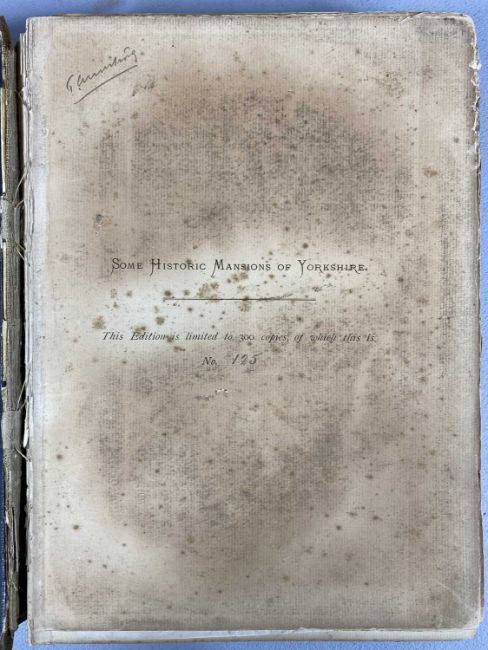 SOME HISTORIC MANSIONS OF YORKSHIRE.
This Edition is limited to 300 copies, of which this is
No. 125